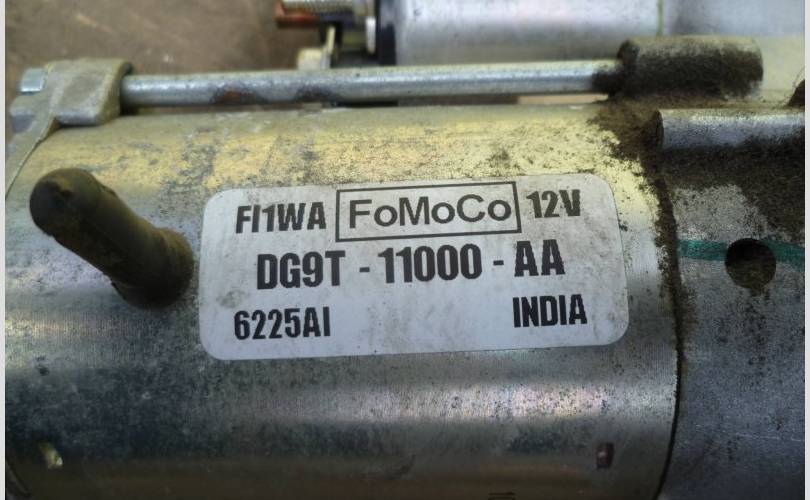 FI1WA FoMoCo 12V
DG9T - 11000 - AA
6225AI INDIA